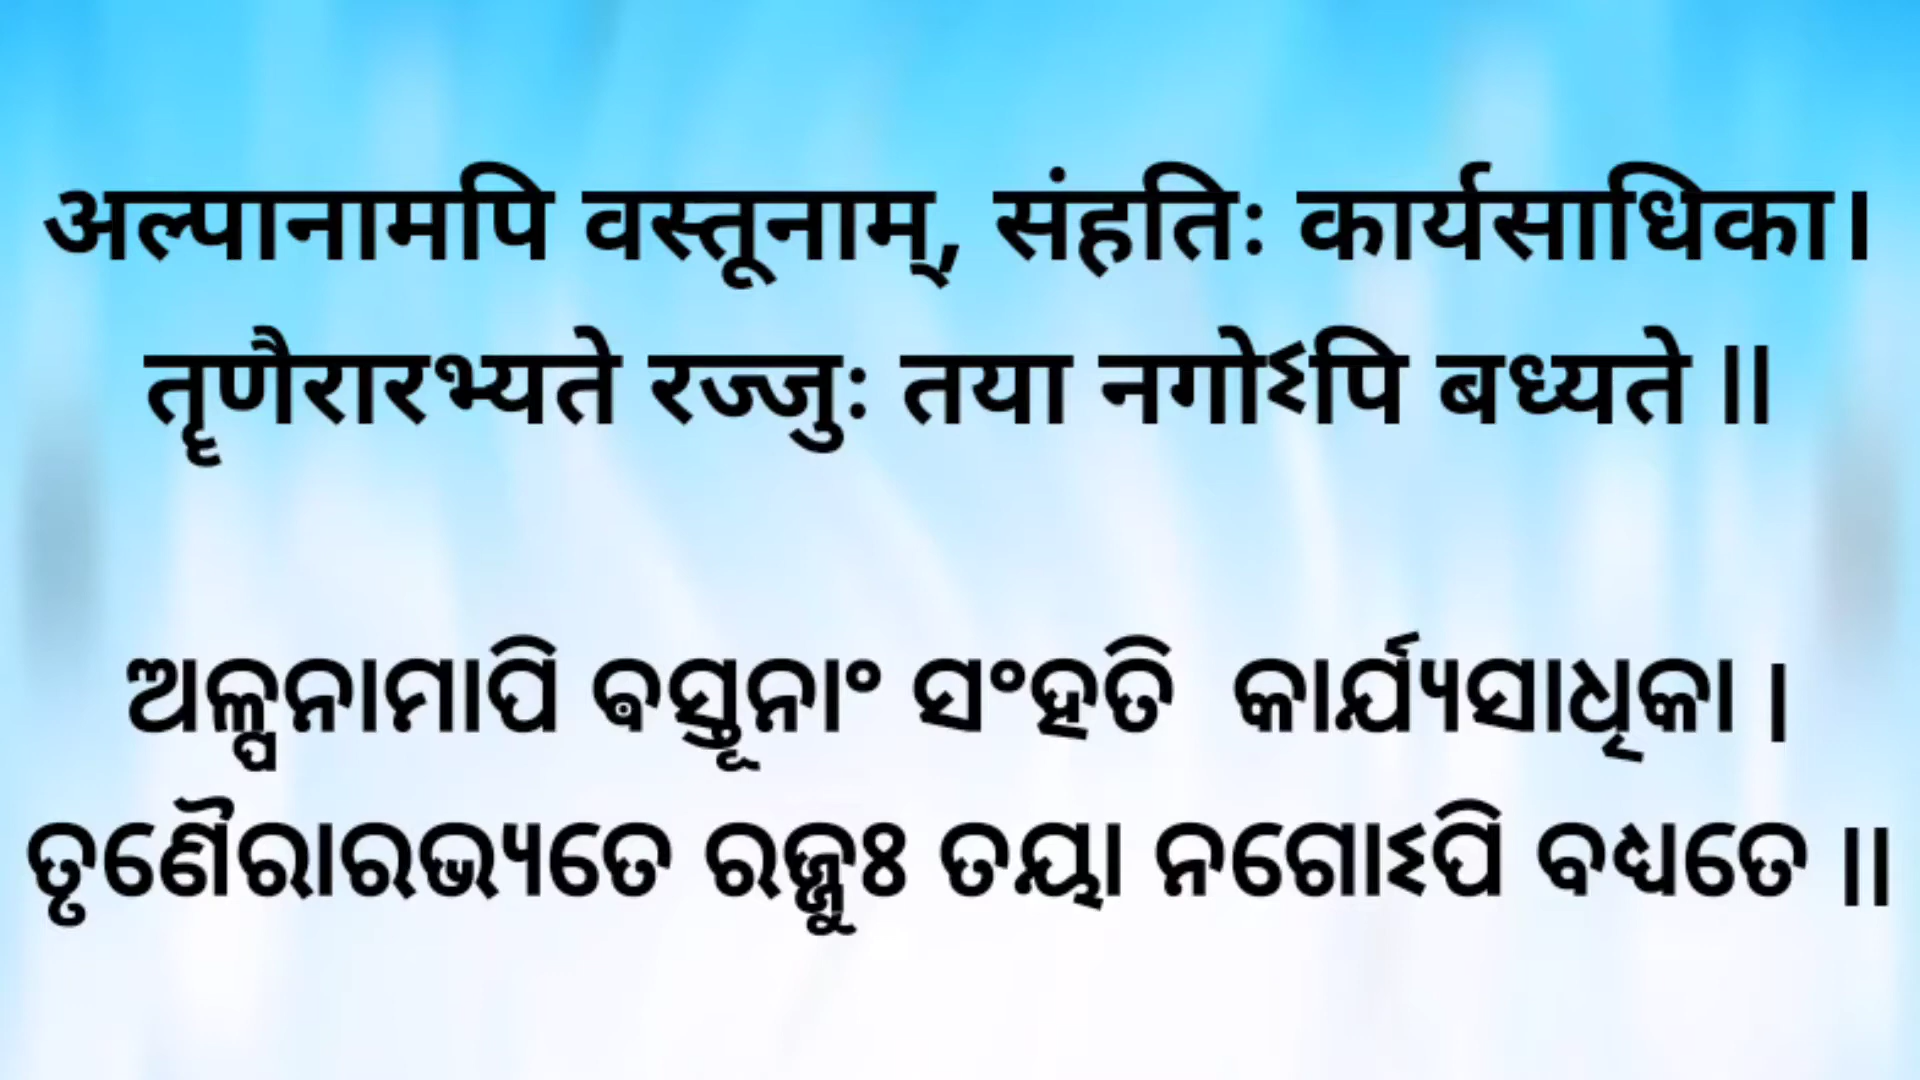 अल्पानामपि वस्तूनाम्, संहतिः कार्यसाधिका।
तॄणैरारभ्यते रज्जुः तया नगोऽपि बध्यते ॥
ଅଳ୍ପନାମାପି ଵସ୍ତୂନାଂ ସଂହତି କାର୍ଯ୍ୟସାଧିକା |
ତୃଣୈରାରଭ୍ୟତେ ରଜ୍ଜୁଃ ତୟା ନଗୋଽପି ବଧ୍ୟତେ ||